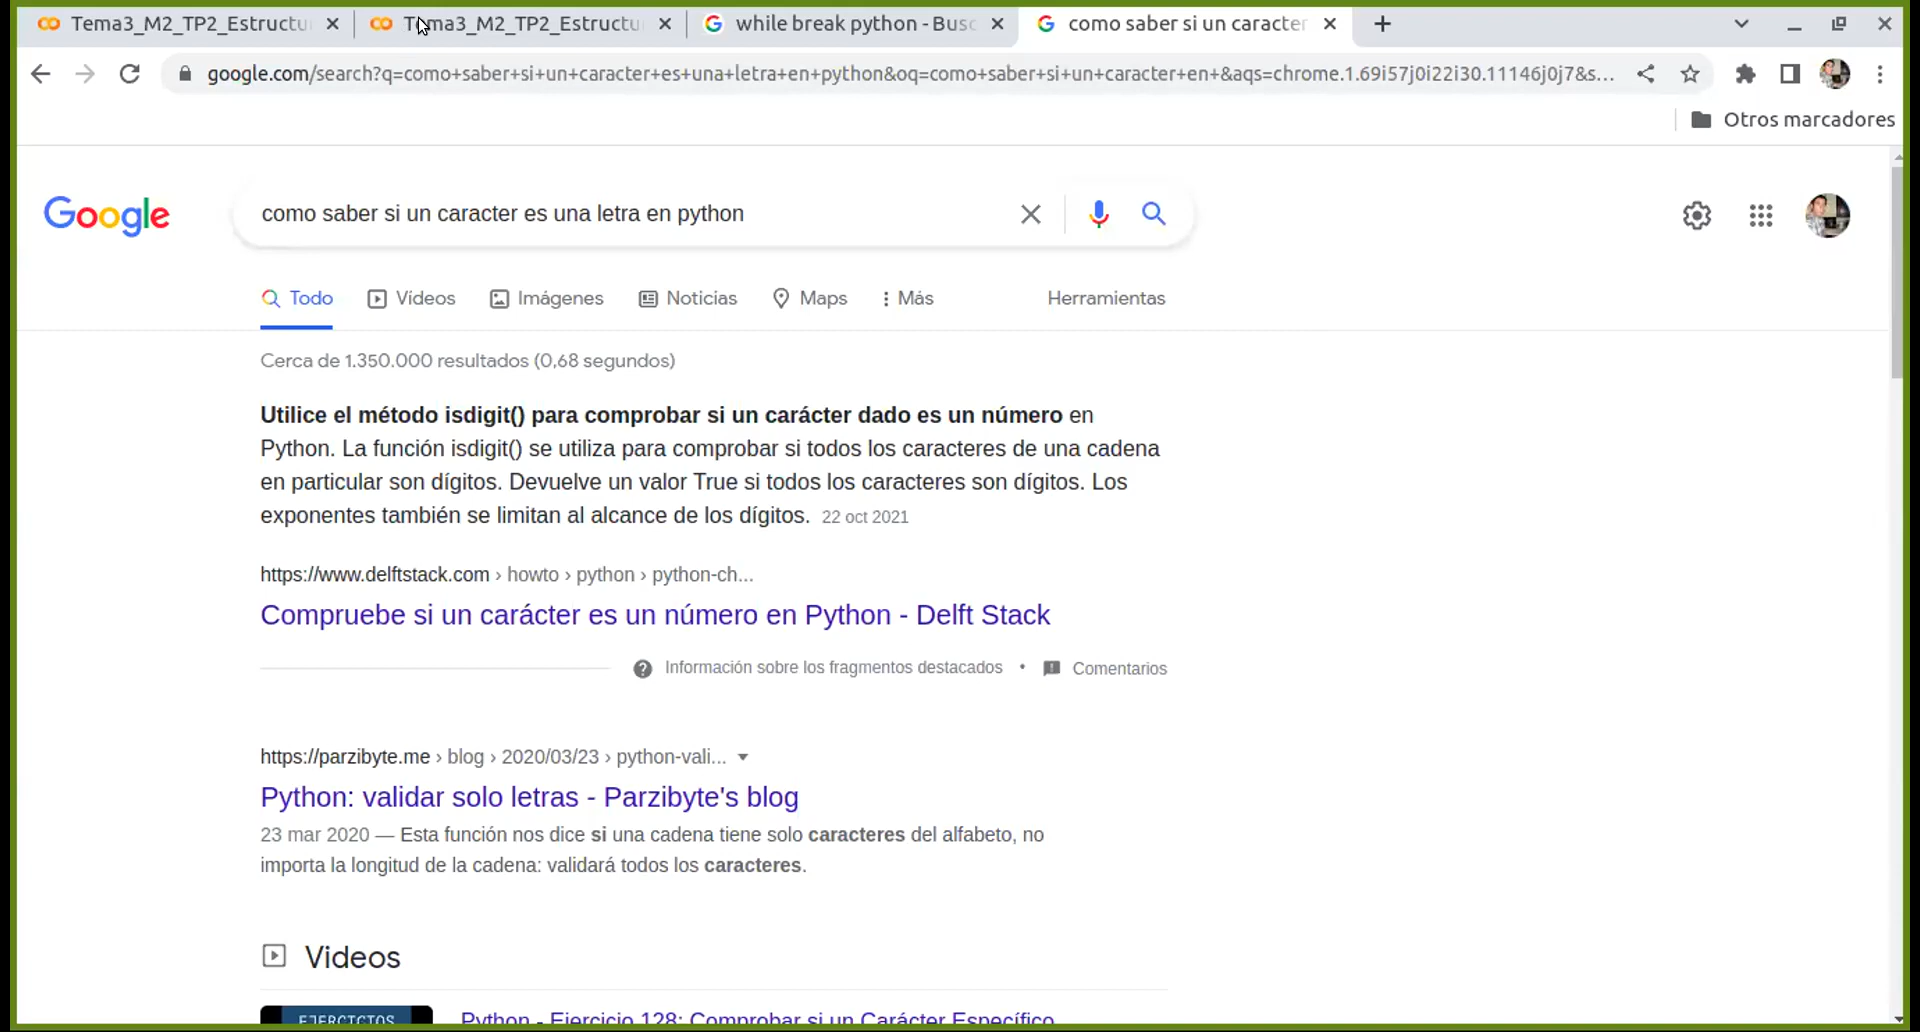 Tema3_M2_TP2_Estructu
Tema3_M2_TP2_Estructu
while break python - Busc
como saber si un caracter
google.com/search?q=como+saber+si+un+caracter+es+una+letra+en+python&oq=como+saber+si+un+caracter+en+&aqs=chrome.1.69i57j0i22i30.11146j0j7&s...
Otros marcadores
Google
como saber si un caracter es una letra en python
Todo
Vídeos
Imágenes
Noticias
Maps
Más
Herramientas
Cerca de 1.350.000 resultados (0,68 segundos)
Utilice el método isdigit() para comprobar si un carácter dado es un número en
Python. La función isdigit() se utiliza para comprobar si todos los caracteres de una cadena
en particular son dígitos. Devuelve un valor True si todos los caracteres son dígitos. Los
exponentes también se limitan al alcance de los dígitos. 22 oct 2021
https://www.delftstack.com › howto › python › python-ch...
Compruebe si un carácter es un número en Python - Delft Stack
Información sobre los fragmentos destacados • Comentarios
https://parzibyte.me › blog › 2020/03/23 › python-vali...
Python: validar solo letras - Parzibyte's blog
23 mar 2020 — Esta función nos dice si una cadena tiene solo caracteres del alfabeto, no
importa la longitud de la cadena: validará todos los caracteres.
Videos
EJERCICIOS
Python - Ejercicio 128: Comprobar si un Carácter Específico